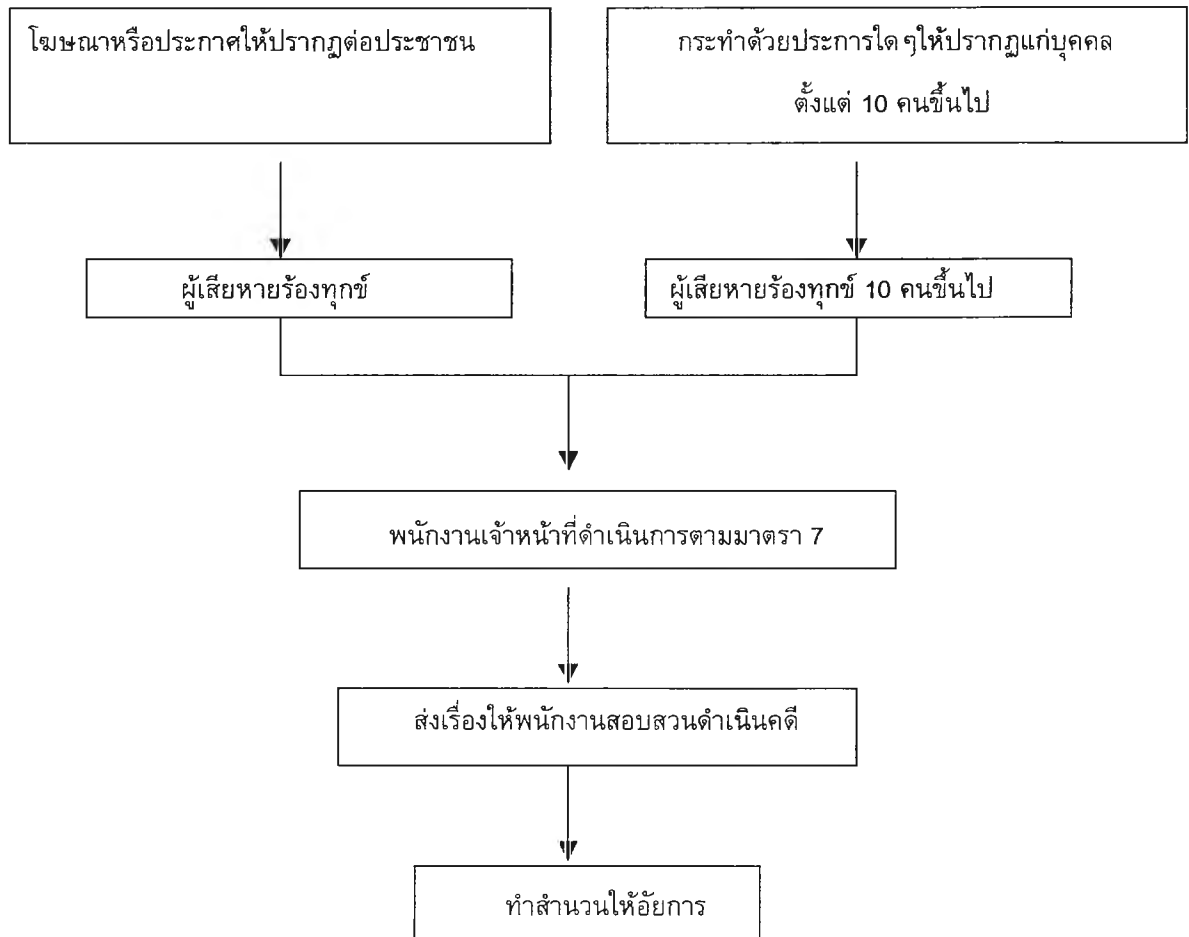 โฆษณาหรือประกาศให้ปรากฏต่อประชาชน
กระทำด้วยประการใดๆให้ปรากฏแก่บุคคล
ตั้งแต่ 10 คนขึ้นไป
ผู้เสียหายร้องทุกข์
ผู้เสียหายร้องทุกข์ 10 คนขึ้นไป
พนักงานเจ้าหน้าที่ดำเนินการตามมาตรา 7
ส่งเรื่องให้พนักงานสอบสวนดำเนินคดี
ทำสำนวนให้อัยการ